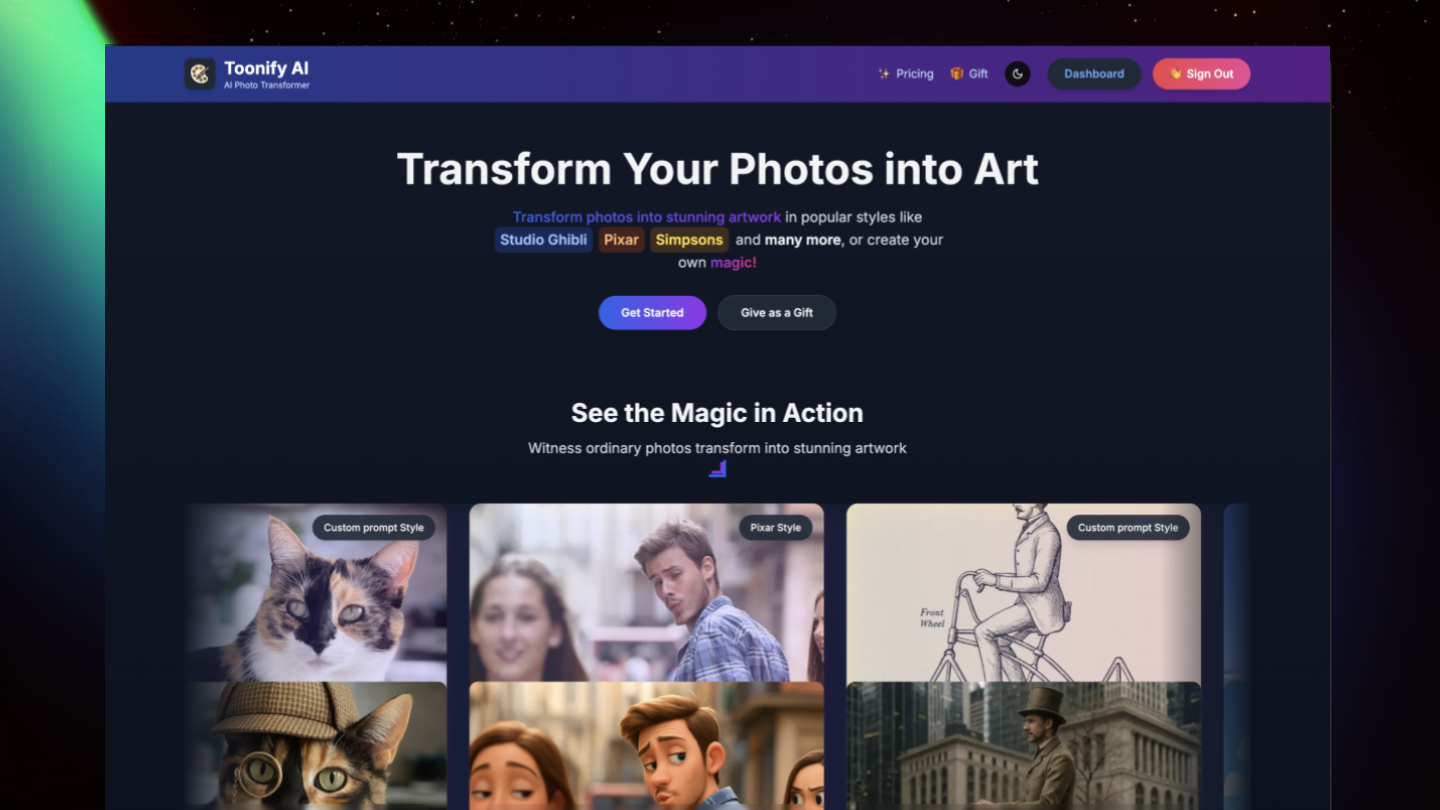 Toonify AI
AI Photo Transformer
✨ Pricing
🎁 Gift
Dashboard
👋 Sign Out
Transform Your Photos into Art
Transform photos into stunning artwork in popular styles like
Studio Ghibli Pixar Simpsons and many more, or create your
own magic!
Get Started
Give as a Gift
See the Magic in Action
Witness ordinary photos transform into stunning artwork
Custom prompt Style
Pixar Style
Custom prompt Style
Front
Wheel